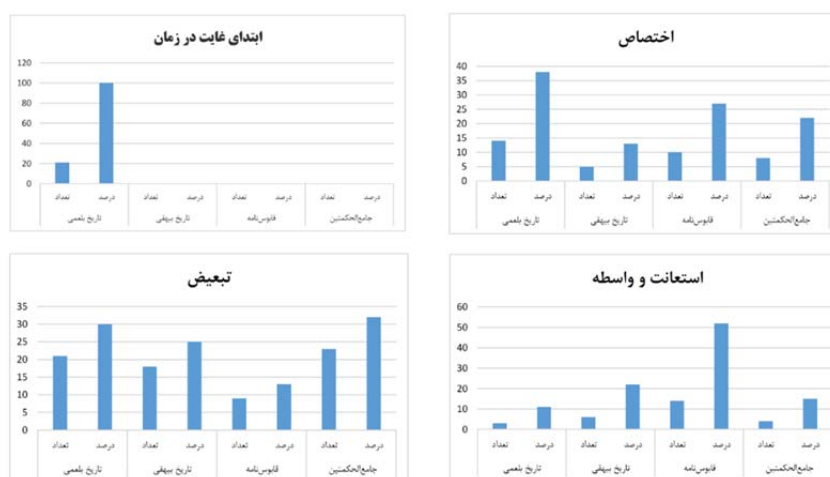 ابتدای غایت در زمان
120
100
80
60
40
20
0
تعداد درصد تعداد درصد تعداد درصد تعداد درصد
تاریخ بلعمی تاریخ بیهقی قابوس‌نامه جامع‌الحکمتین
اختصاص
40
35
30
25
20
15
10
5
0
تعداد درصد تعداد درصد تعداد درصد تعداد درصد
تاریخ بلعمی تاریخ بیهقی قابوس‌نامه جامع‌الحکمتین
تبعیض
35
30
25
20
15
10
5
0
تعداد درصد تعداد درصد تعداد درصد تعداد درصد
تاریخ بلعمی تاریخ بیهقی قابوس‌نامه جامع‌الحکمتین
استعانت و واسطه
60
50
40
30
20
10
0
تعداد درصد تعداد درصد تعداد درصد تعداد درصد
تاریخ بلعمی تاریخ بیهقی قابوس‌نامه جامع‌الحکمتین